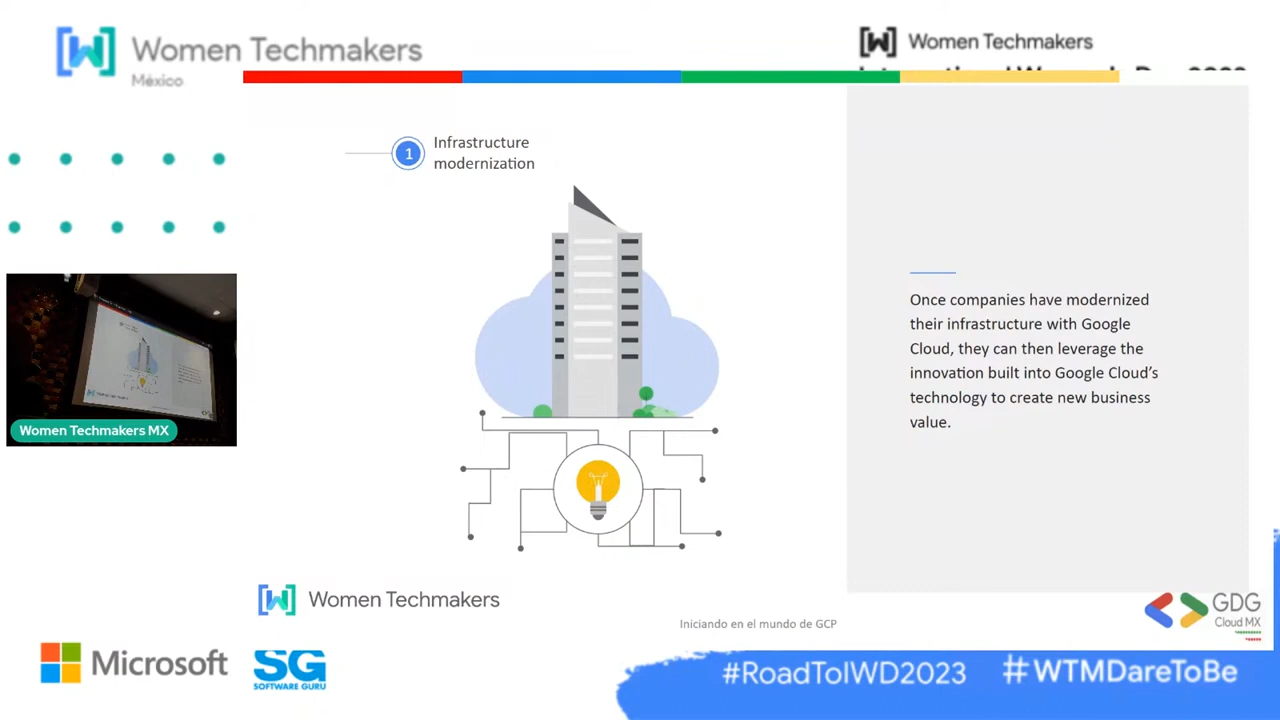 Women Techmakers
México
Women Techmakers
1
Infrastructure
modernization
Once companies have modernized
their infrastructure with Google
Cloud, they can then leverage the
innovation built into Google Cloud’s
technology to create new business
value.
Women Techmakers MX
Women Techmakers
Iniciando en el mundo de GCP
GDG
Cloud MX
Microsoft
SG
SOFTWARE GURU
#RoadToIWD2023
#WTMDareToBe